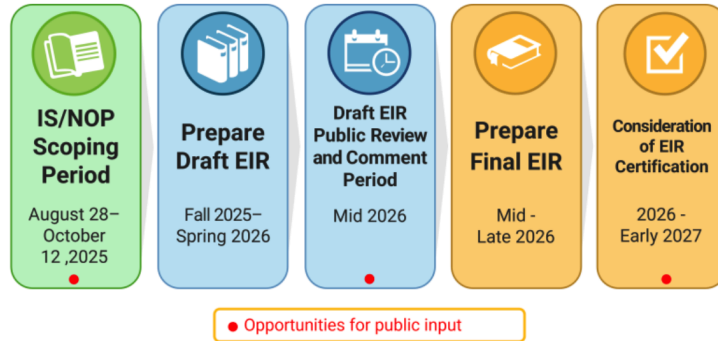 IS/NOP
Scoping
Period
August 28–
October
12 ,2025
Prepare
Draft EIR
Fall 2025–
Spring 2026
Draft EIR
Public Review
and Comment
Period
Mid 2026
Prepare
Final EIR
Mid -
Late 2026
Consideration
of EIR
Certification
2026 -
Early 2027
Opportunities for public input